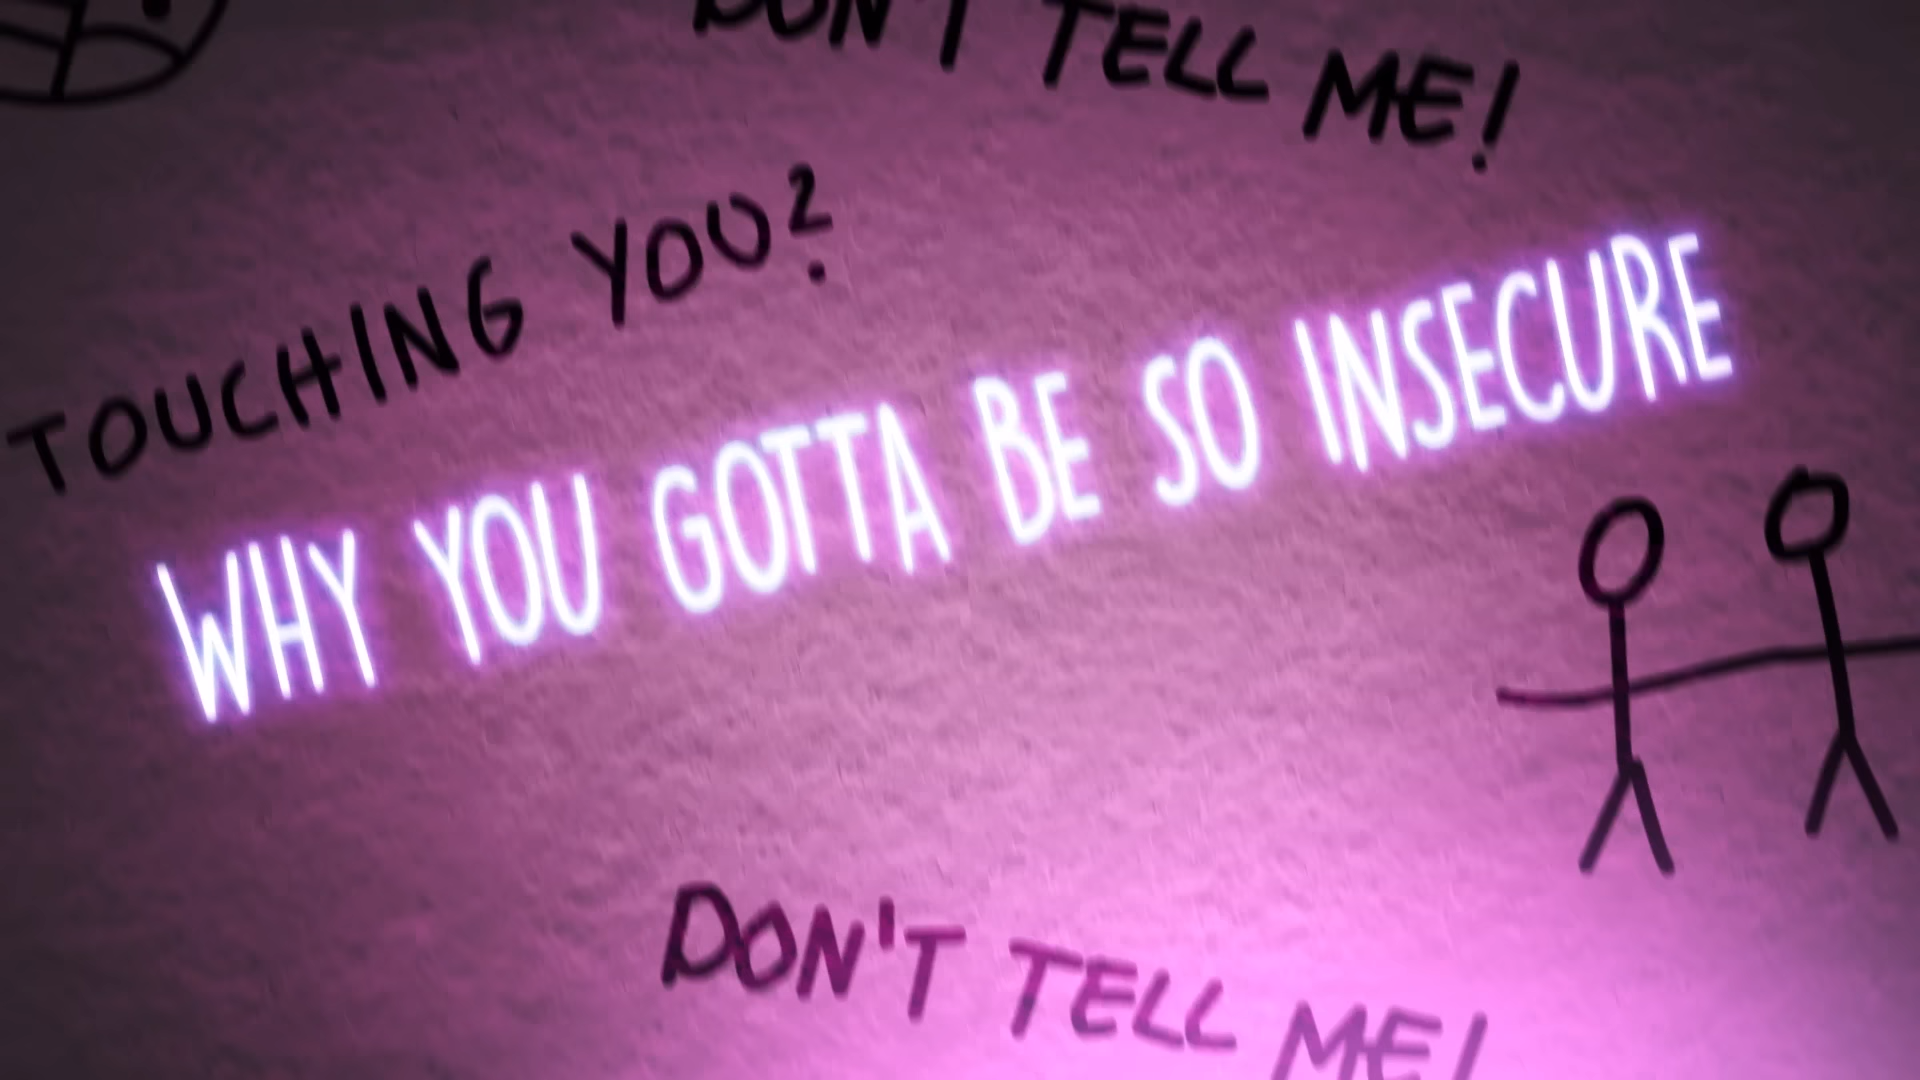 DON'T TELL ME!
TOUCHING YOU?
WHY YOU GOTTA BE SO INSECURE
DON'T TELL ME!